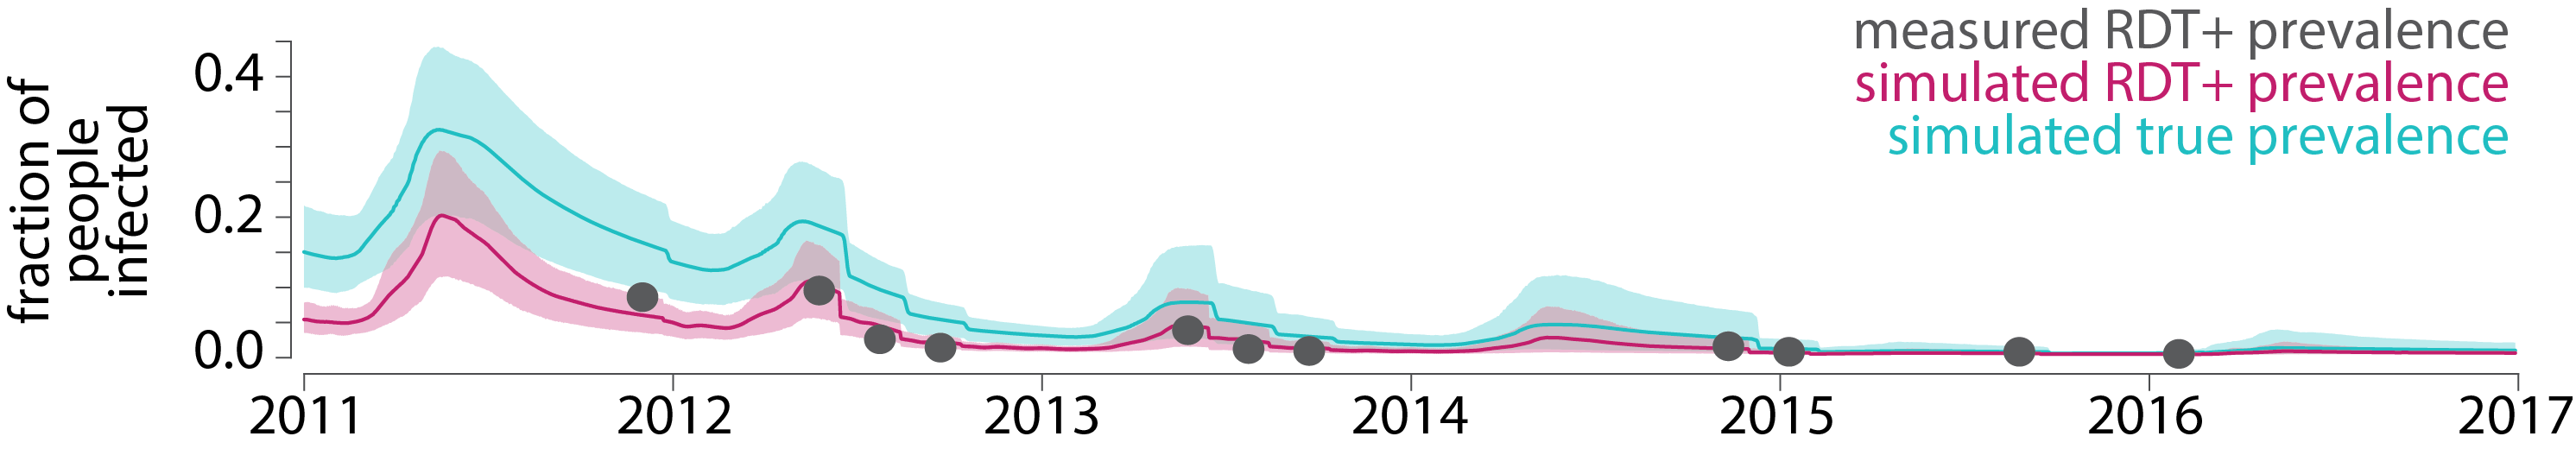 measured RDT+ prevalence
simulated RDT+ prevalence
simulated true prevalence
fraction of
people
infected
0.4
0.2
0.0
2011 2012 2013 2014 2015 2016 2017